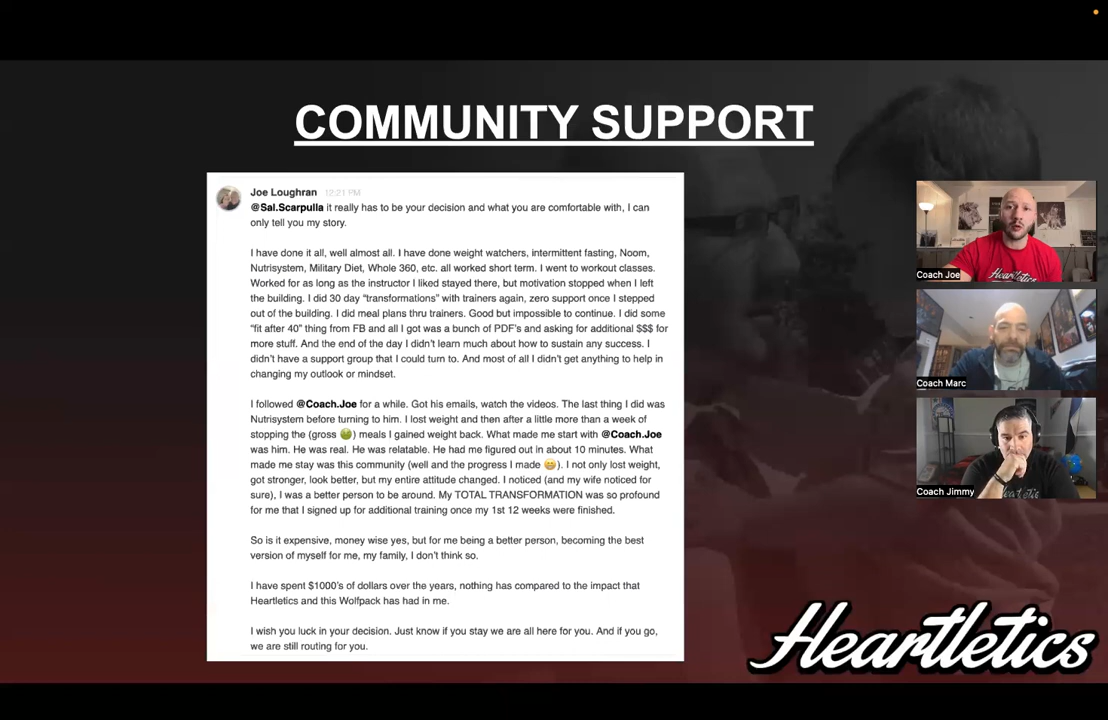 COMMUNITY SUPPORT
Joe Loughran 12:21 PM
@Sal.Scarpulla it really has to be your decision and what you are comfortable with, I can
only tell you my story.
I have done it all, well almost all. I have done weight watchers, intermittent fasting, Noom,
Nutrisystem, Military Diet, Whole 360, etc. all worked short term. I went to workout classes.
Worked for as long as the instructor I liked stayed there, but motivation stopped when I left
the building. I did 30 day “transformations” with trainers again, zero support once I stepped
out of the building. I did meal plans thru trainers. Good but impossible to continue. I did some
“fit after 40” thing from FB and all I got was a bunch of PDF's and asking for additional $$$ for
more stuff. And the end of the day I didn't learn much about how to sustain any success. I
didn't have a support group that I could turn to. And most of all I didn't get anything to help in
changing my outlook or mindset.
I followed @Coach.Joe for a while. Got his emails, watch the videos. The last thing I did was
Nutrisystem before turning to him. I lost weight and then after a little more than a week of
stopping the (gross 🤢) meals I gained weight back. What made me start with @Coach.Joe
was him. He was real. He was relatable. He had me figured out in about 10 minutes. What
made me stay was this community (well and the progress I made 😁). I not only lost weight,
got stronger, look better, but my entire attitude changed. I noticed (and my wife noticed for
sure), I was a better person to be around. My TOTAL TRANSFORMATION was so profound
for me that I signed up for additional training once my 1st 12 weeks were finished.
So is it expensive, money wise yes, but for me being a better person, becoming the best
version of myself for me, my family, I don't think so.
I have spent $1000's of dollars over the years, nothing has compared to the impact that
Heartletics and this Wolfpack has had in me.
I wish you luck in your decision. Just know if you stay we are all here for you. And if you go,
we are still routing for you.
Heartletics
Coach Joe
Coach Marc
Heartletics
Coach Jimmy
Heartletics